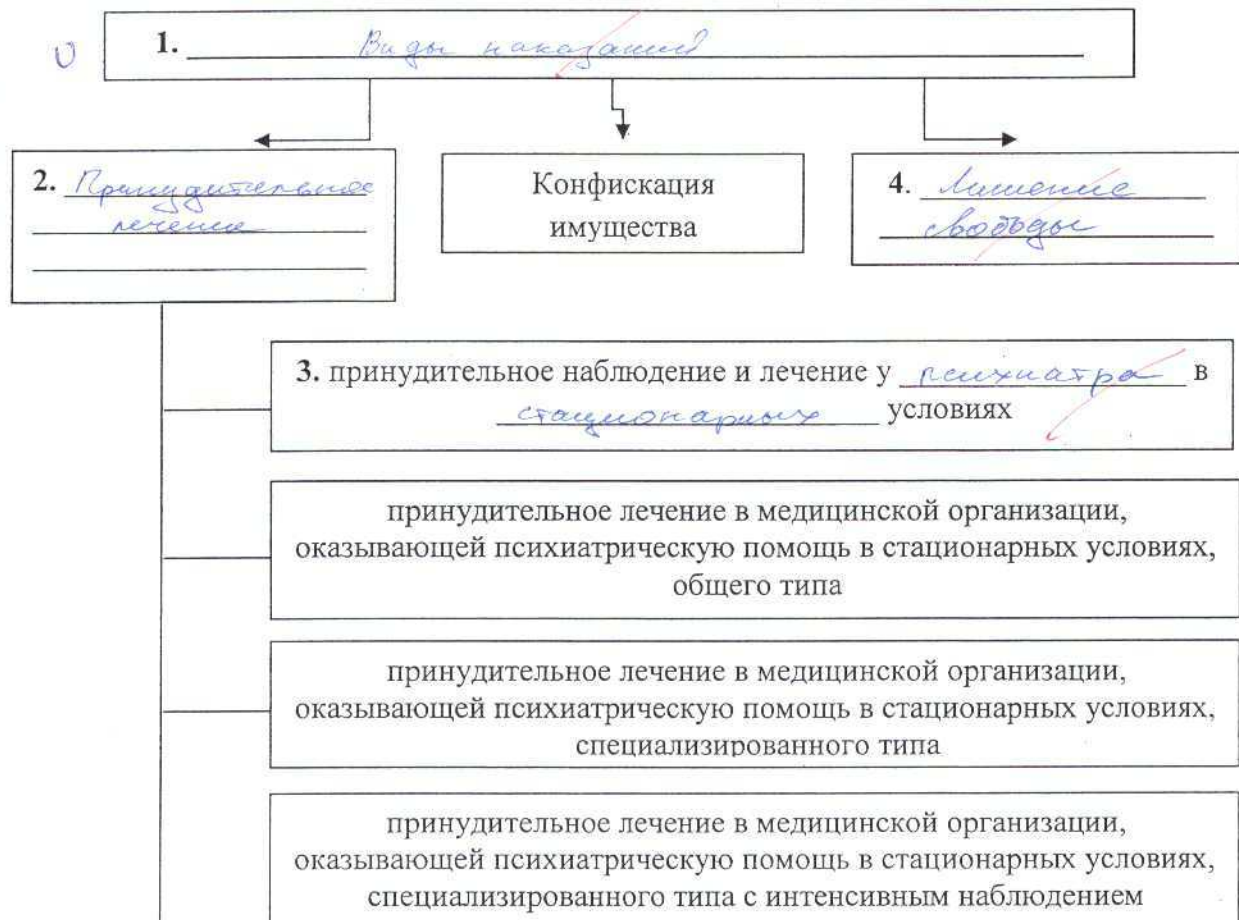 1. Виды наказаний
2. Принудительное
лечение
Конфискация
имущества
4. Лишение
свободы
3. принудительное наблюдение и лечение у психиатра в
стационарных условиях
принудительное лечение в медицинской организации,
оказывающей психиатрическую помощь в стационарных условиях,
общего типа
принудительное лечение в медицинской организации,
оказывающей психиатрическую помощь в стационарных условиях,
специализированного типа
принудительное лечение в медицинской организации,
оказывающей психиатрическую помощь в стационарных условиях,
специализированного типа с интенсивным наблюдением